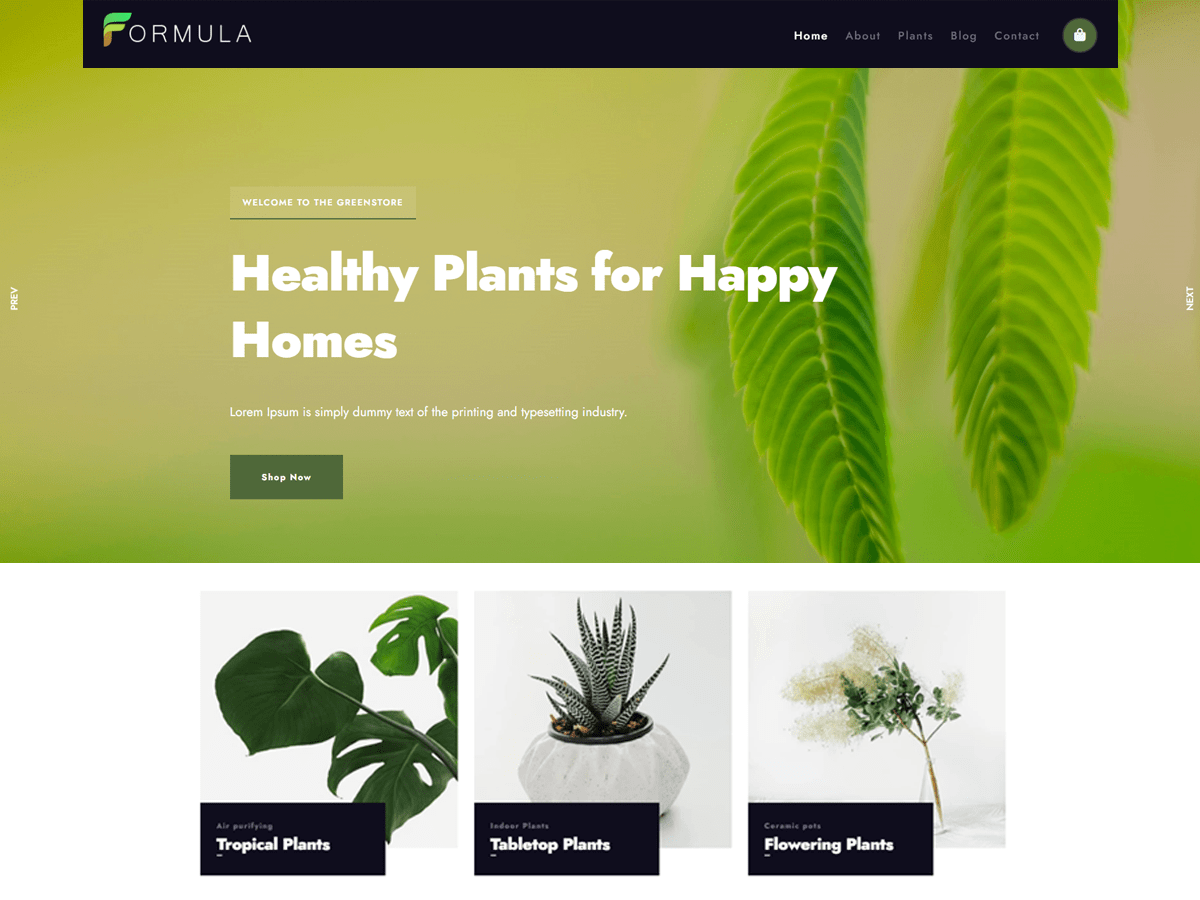 FORMULA
Home About Plants Blog Contact
WELCOME TO THE GREENSTORE
Healthy Plants for Happy
Homes
PREV
NEXT
Lorem Ipsum is simply dummy text of the printing and typesetting industry.
Shop Now
Air purifying
Tropical Plants
Indoor Plants
Tabletop Plants
Ceramic pots
Flowering Plants